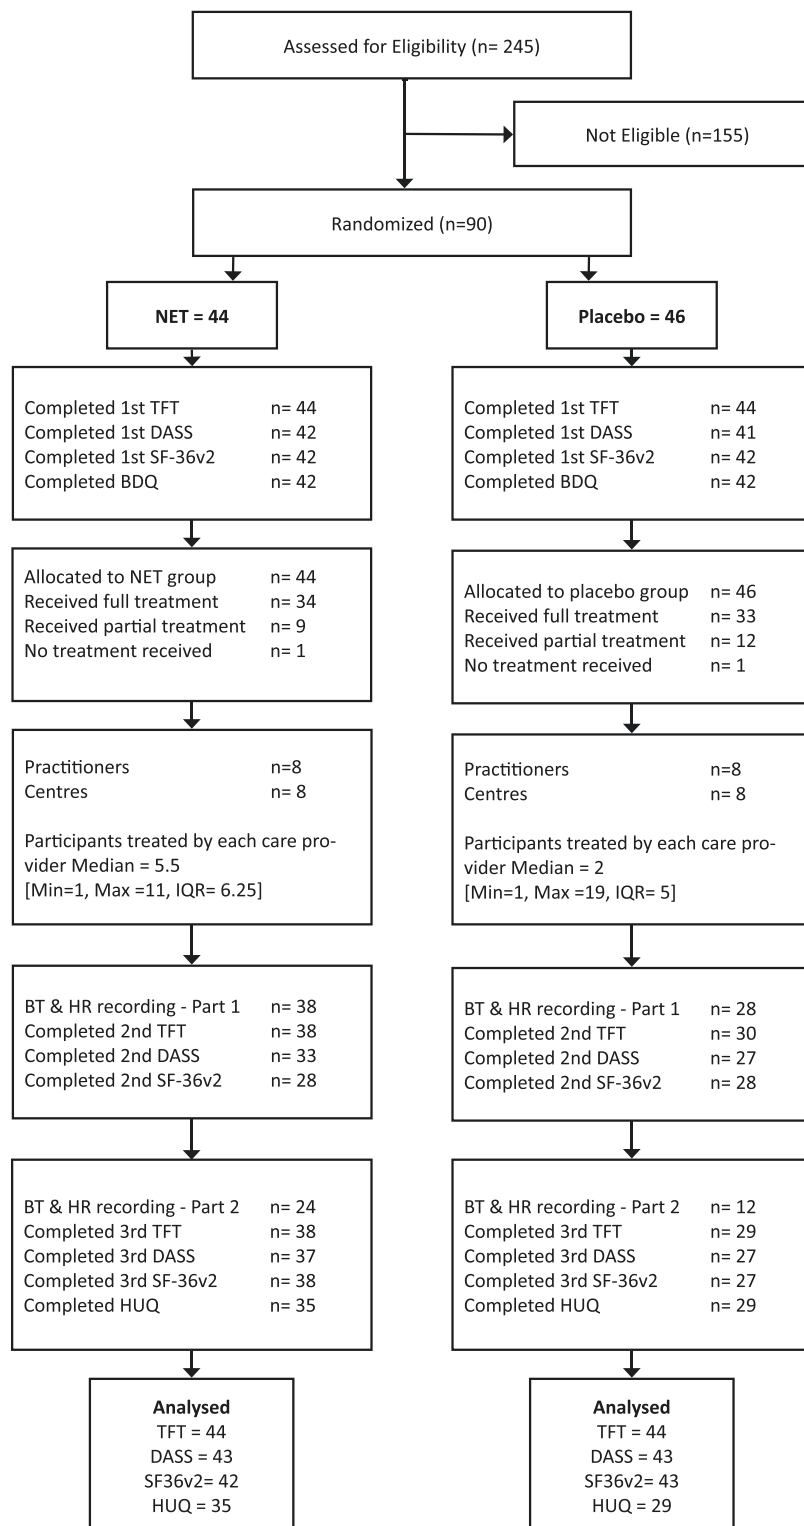 Assessed for Eligibility (n= 245)
Not Eligible (n=155)
Randomized (n=90)
NET = 44
Placebo = 46
Completed 1st TFT n= 44
Completed 1st DASS n= 42
Completed 1st SF-36v2 n= 42
Completed BDQ n= 42
Completed 1st TFT n= 44
Completed 1st DASS n= 41
Completed 1st SF-36v2 n= 42
Completed BDQ n= 42
Allocated to NET group n= 44
Received full treatment n= 34
Received partial treatment n= 9
No treatment received n= 1
Allocated to placebo group n= 46
Received full treatment n= 33
Received partial treatment n= 12
No treatment received n= 1
Practitioners n=8
Centres n= 8
Participants treated by each care pro-
vider Median = 5.5
[Min=1, Max =11, IQR= 6.25]
Practitioners n=8
Centres n= 8
Participants treated by each care pro-
vider Median = 2
[Min=1, Max =19, IQR= 5]
BT & HR recording - Part 1 n= 38
Completed 2nd TFT n= 38
Completed 2nd DASS n= 33
Completed 2nd SF-36v2 n= 28
BT & HR recording - Part 1 n= 28
Completed 2nd TFT n= 30
Completed 2nd DASS n= 27
Completed 2nd SF-36v2 n= 28
BT & HR recording - Part 2 n= 24
Completed 3rd TFT n= 38
Completed 3rd DASS n= 37
Completed 3rd SF-36v2 n= 38
Completed HUQ n= 35
BT & HR recording - Part 2 n= 12
Completed 3rd TFT n= 29
Completed 3rd DASS n= 27
Completed 3rd SF-36v2 n= 27
Completed HUQ n= 29
Analysed
TFT = 44
DASS = 43
SF36v2= 42
HUQ = 35
Analysed
TFT = 44
DASS = 43
SF36v2= 43
HUQ = 29